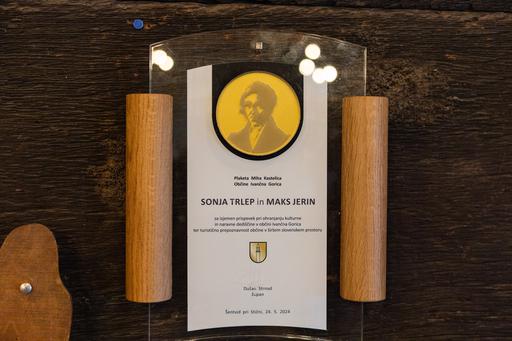 Plaketa Miha Kastelica
Občine Ivančna Gorica
SONJA TRLEP in MAKS JERIN
za izjemen prispevek pri ohranjanju kulturne
in naravne dediščine v občini Ivančna Gorica
ter turistično prepoznavnost občine v širšem slovenskem prostoru
Dušan Strnad
župan
Šentvid pri Stični, 24. 5. 2024